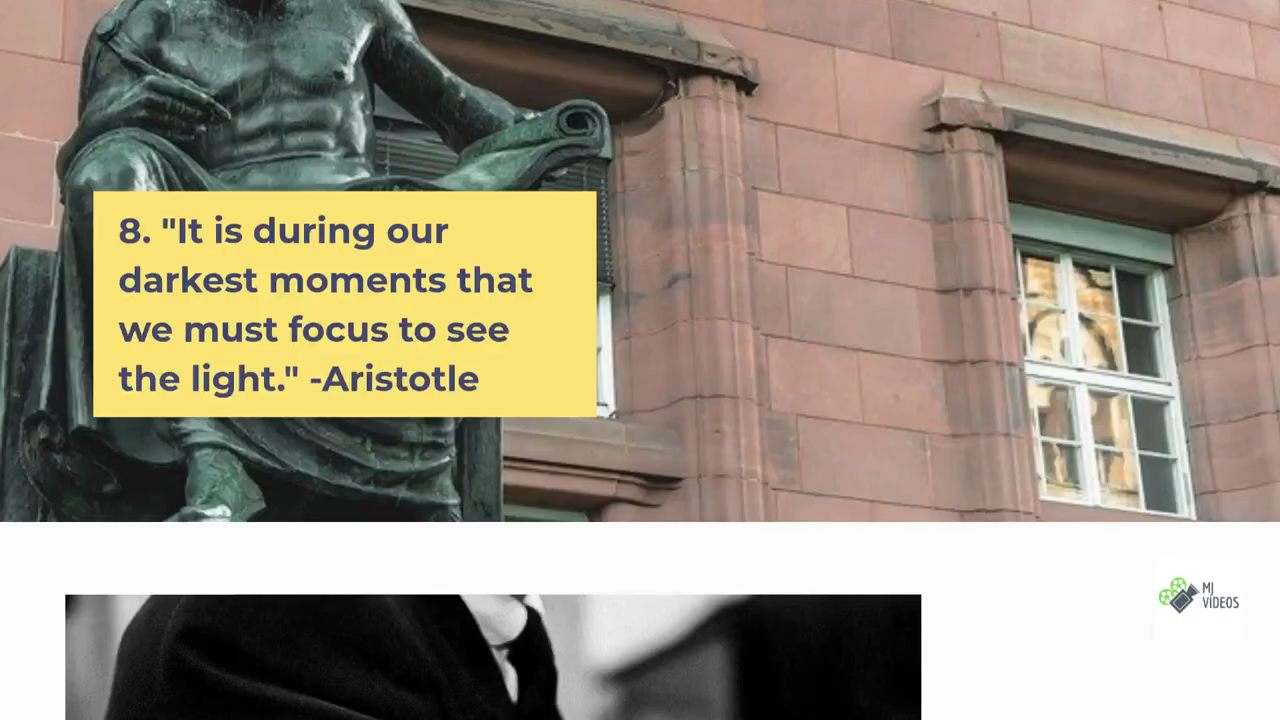 8. "It is during our
darkest moments that
we must focus to see
the light." -Aristotle
MJ
VIDEOS